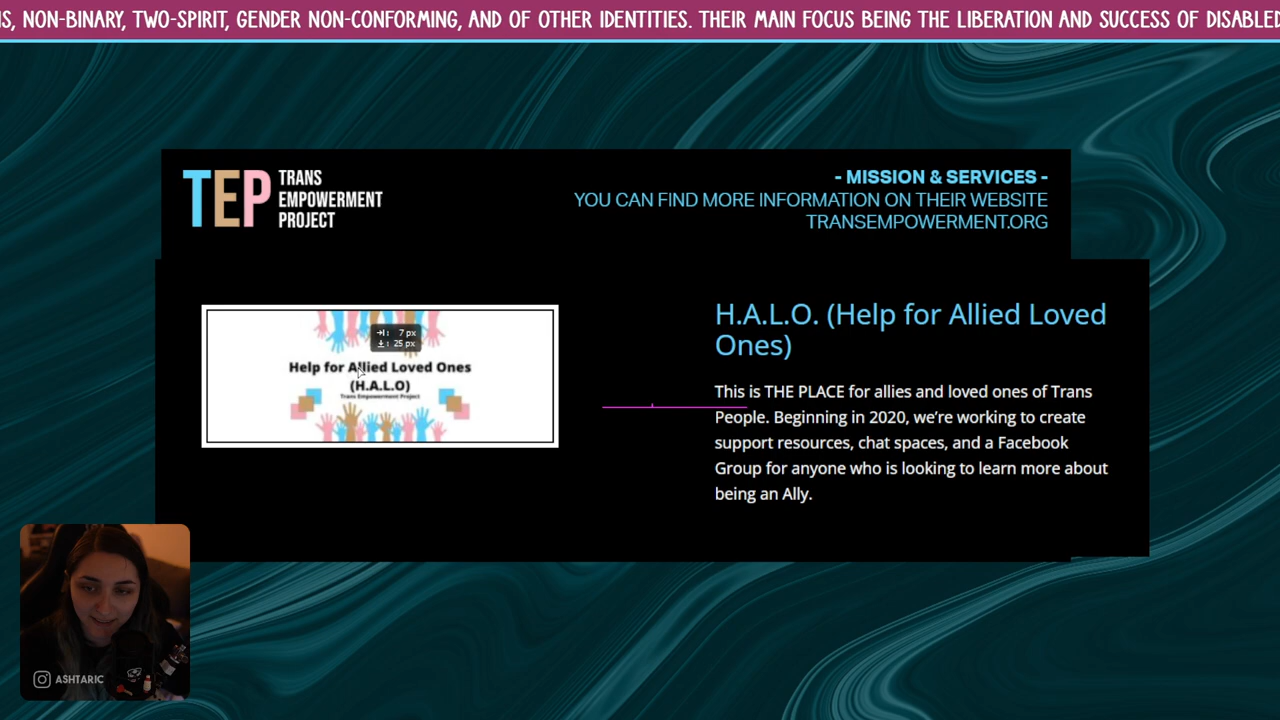 S, NON-BINARY, TWO-SPIRIT, GENDER NON-CONFORMING, AND OF OTHER IDENTITIES. THEIR MAIN FOCUS BEING THE LIBERATION AND SUCCESS OF DISABLED
TEP TRANS
EMPOWERMENT
PROJECT
- MISSION & SERVICES -
YOU CAN FIND MORE INFORMATION ON THEIR WEBSITE
TRANSEMPOWERMENT.ORG
7 px
25 px
Help for Allied Loved Ones
(H.A.L.O)
Trans Empowerment Project
H.A.L.O. (Help for Allied Loved
Ones)
This is THE PLACE for allies and loved ones of Trans
People. Beginning in 2020, we’re working to create
support resources, chat spaces, and a Facebook
Group for anyone who is looking to learn more about
being an Ally.
ASHTARIC